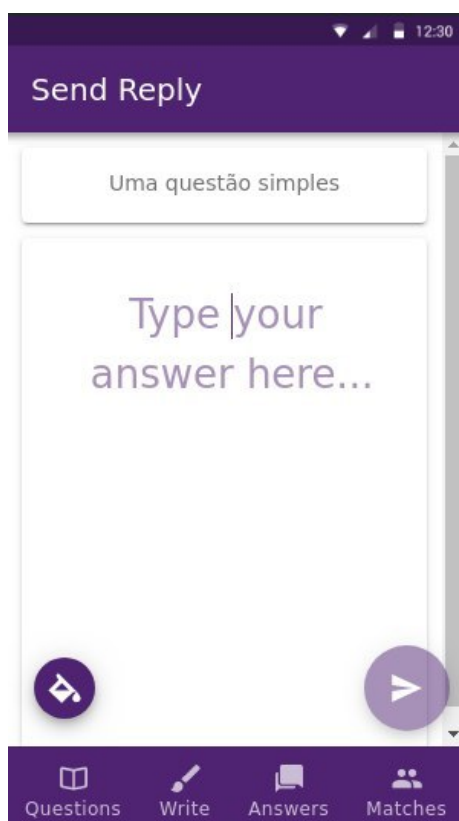 12:30
Send Reply
Uma questão simples
Type your
answer here...
Questions Write Answers Matches